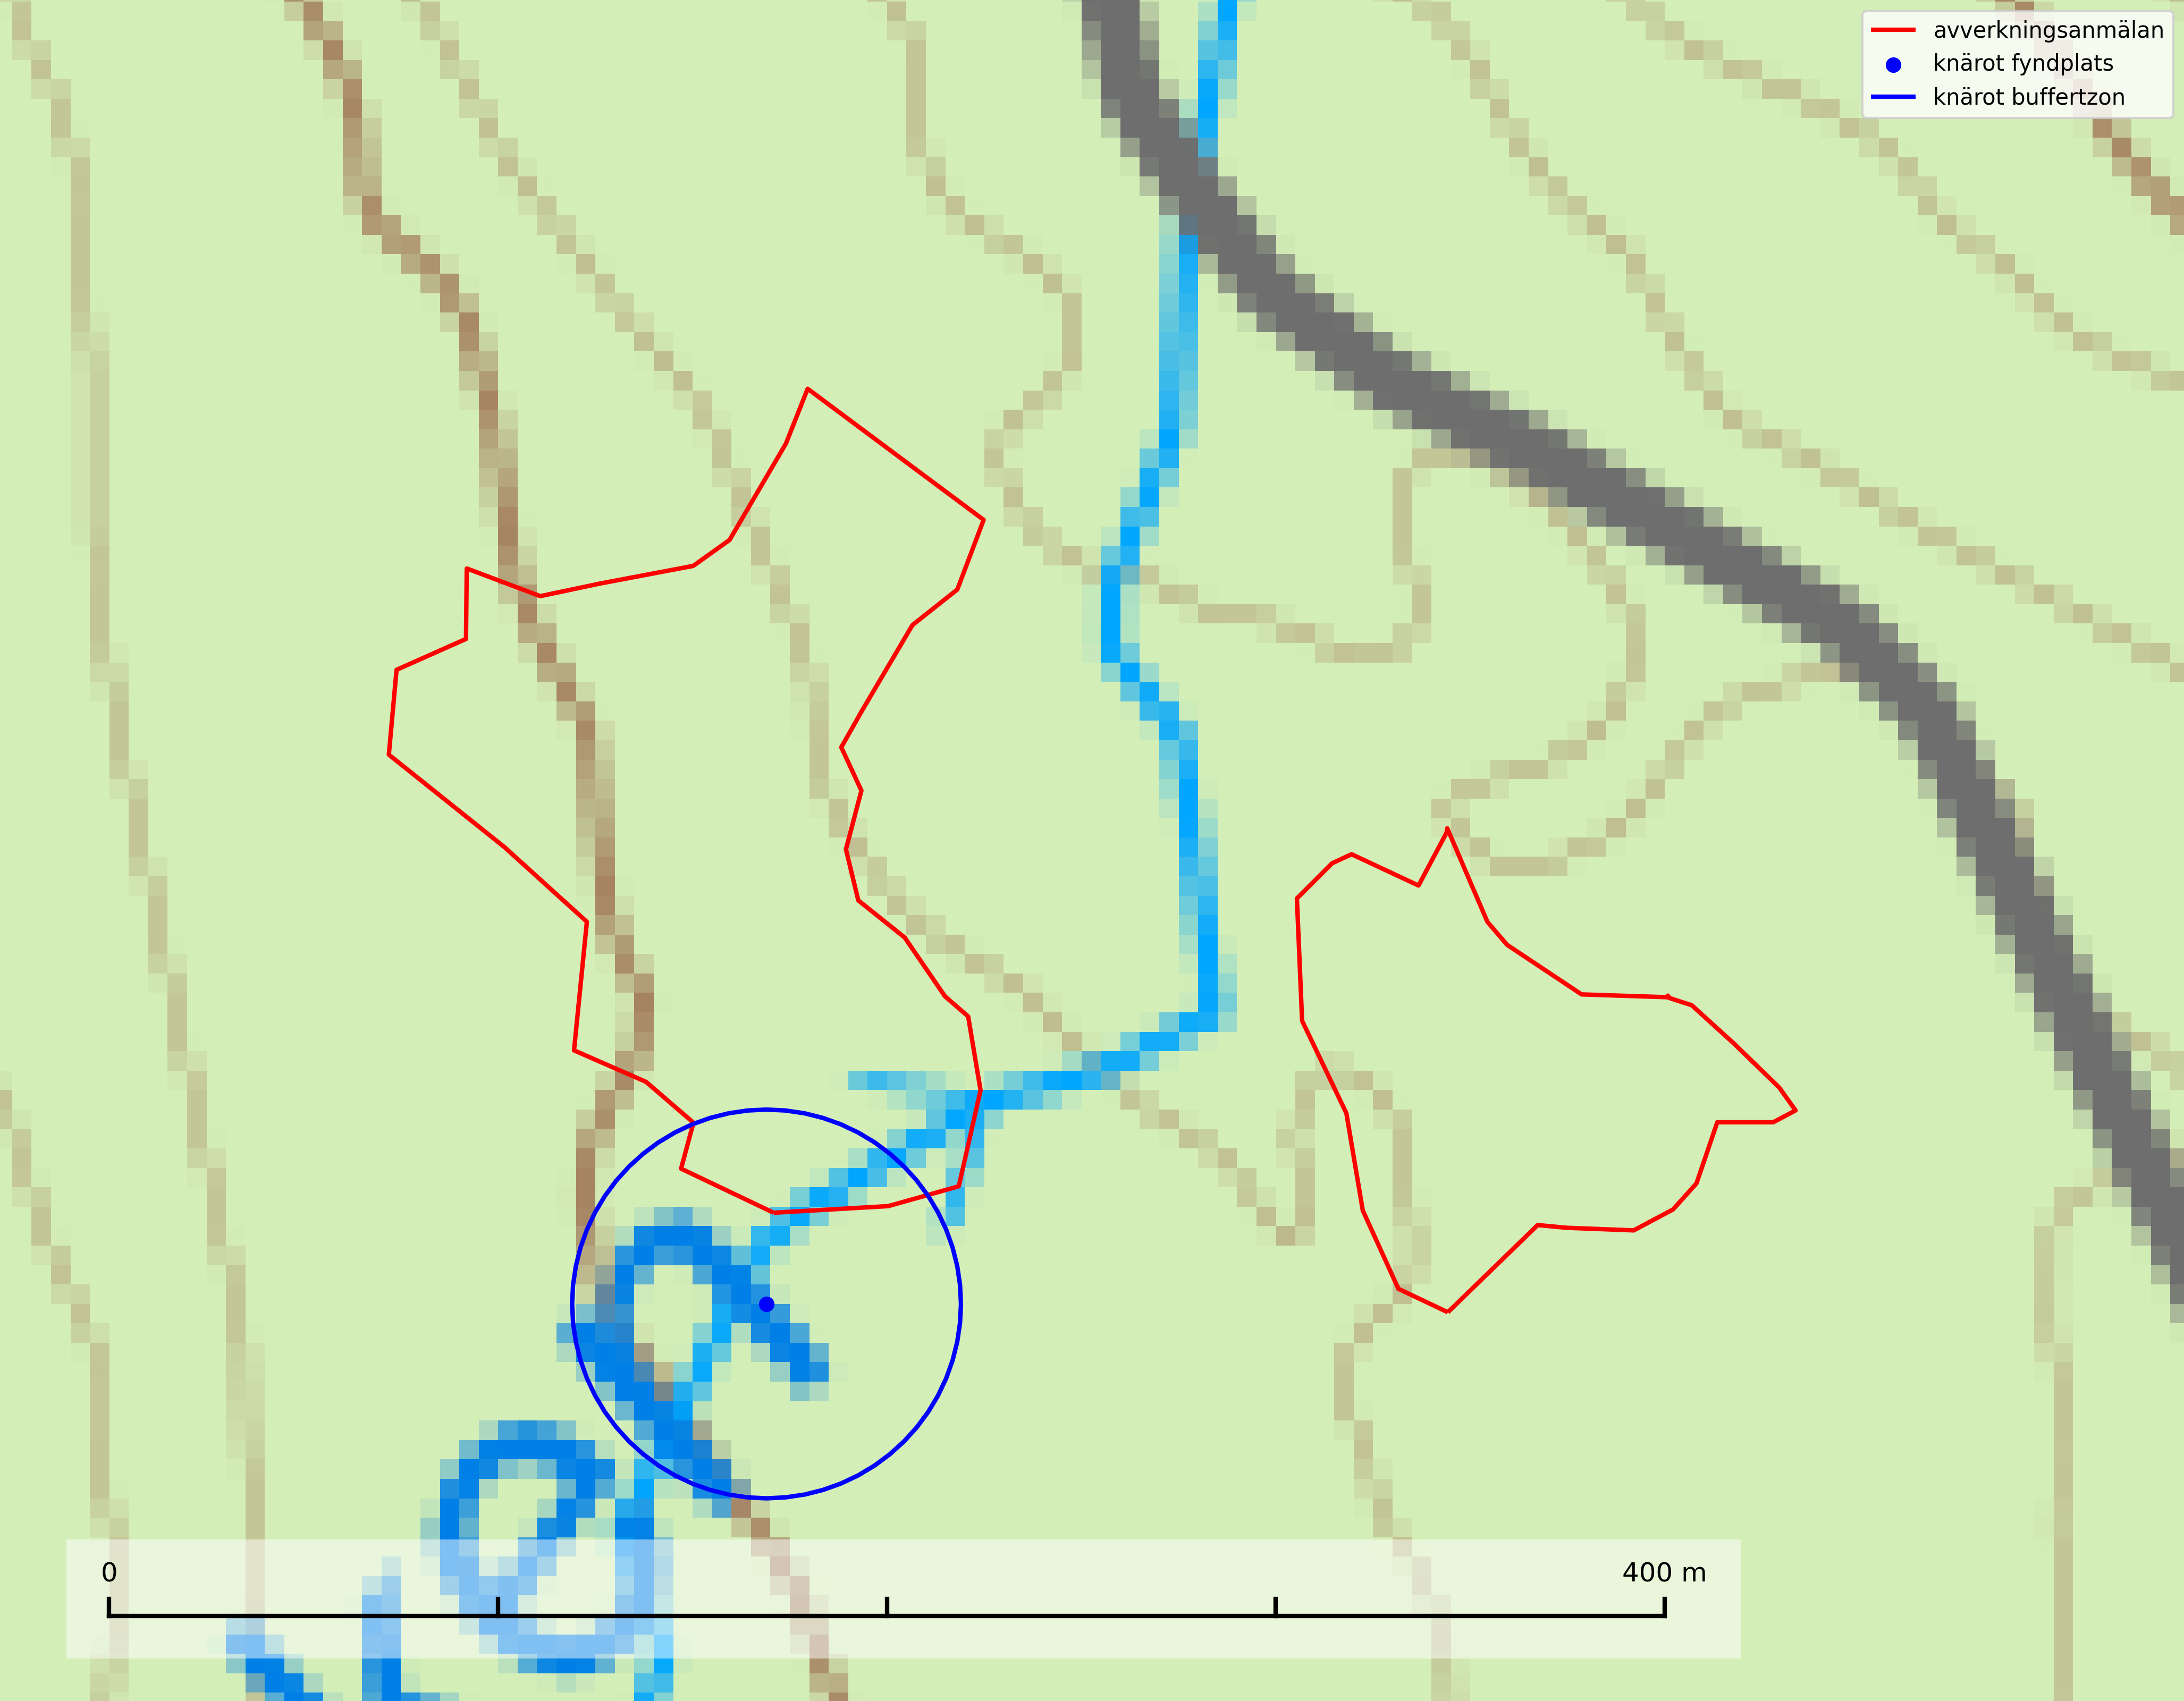 avverkningsanmälan
knärot fyndplats
knärot buffertzon
0
400 m